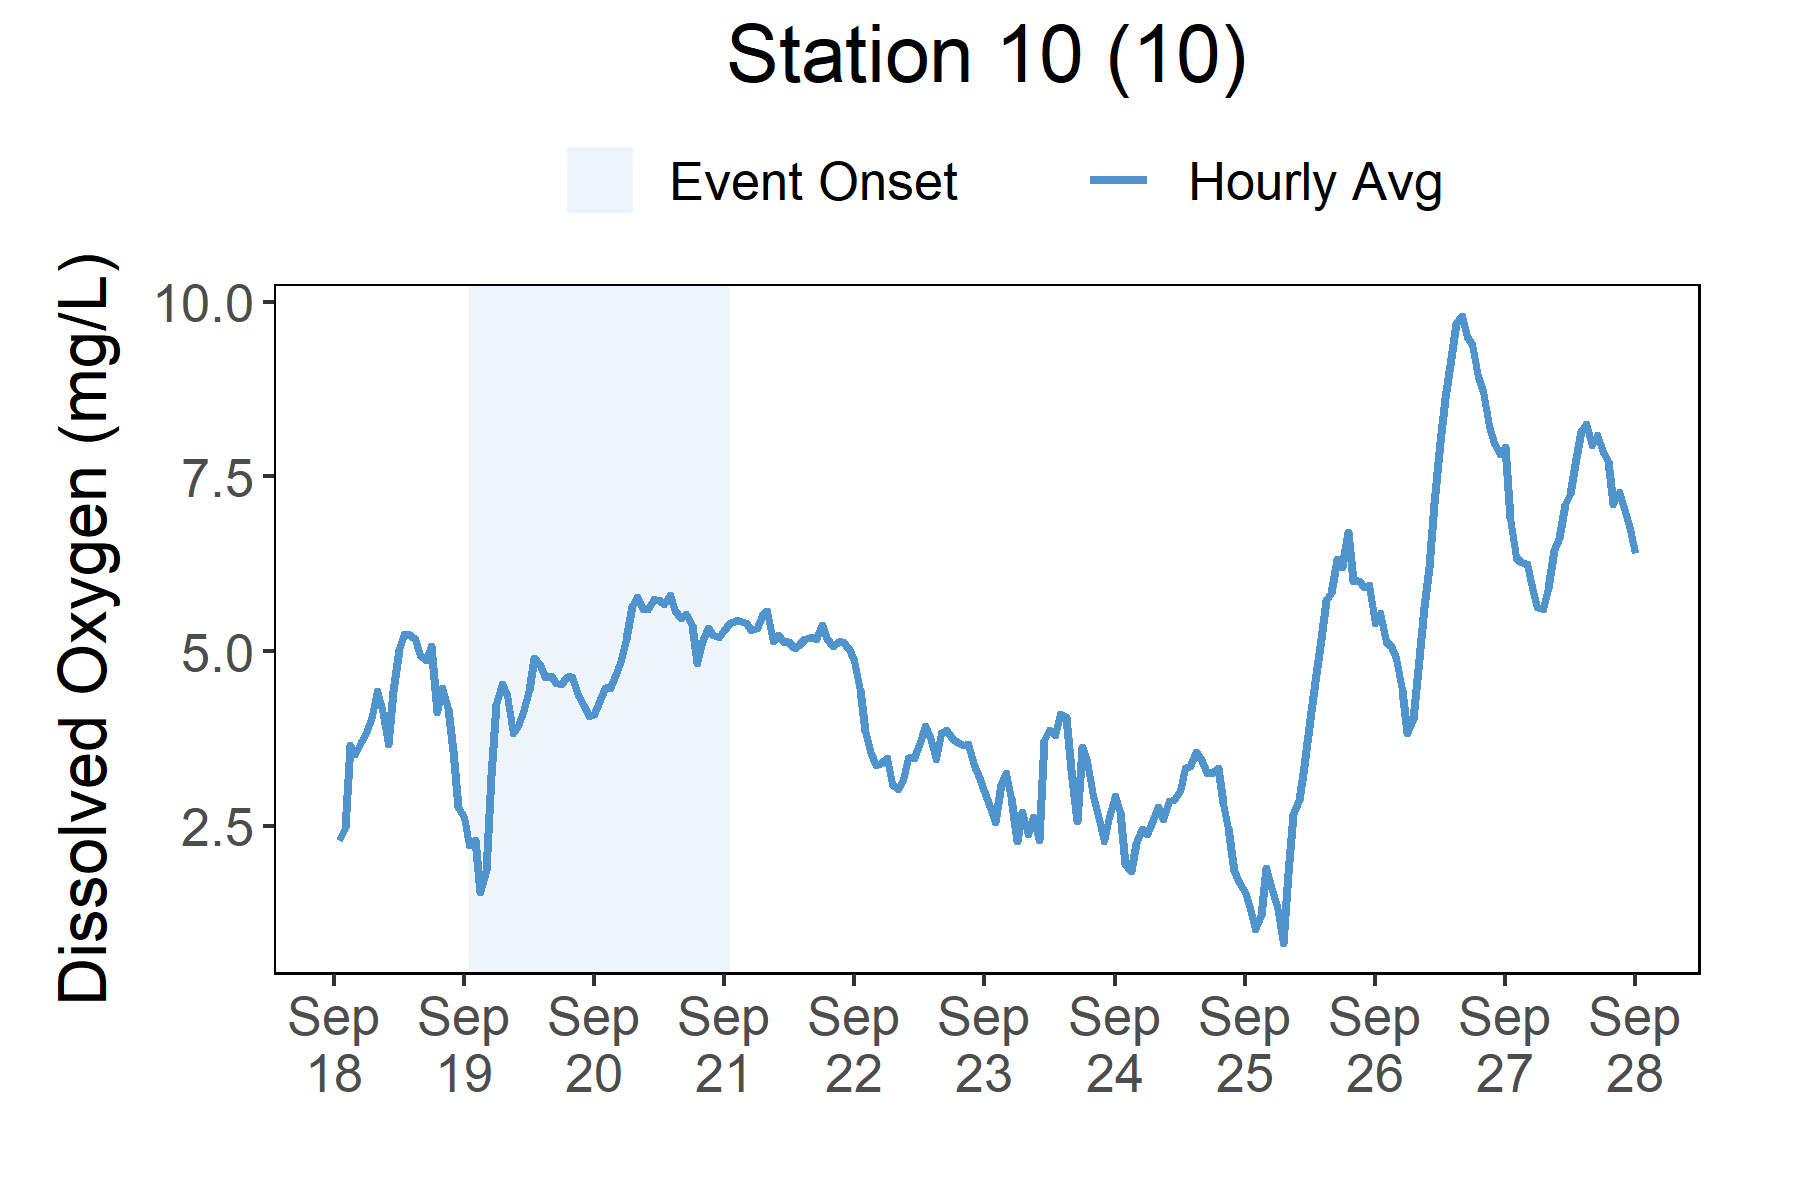 Station 10 (10)
Event Onset
Hourly Avg
Dissolved Oxygen (mg/L)
10.0
7.5
5.0
2.5
Sep 18
Sep 19
Sep 20
Sep 21
Sep 22
Sep 23
Sep 24
Sep 25
Sep 26
Sep 27
Sep 28